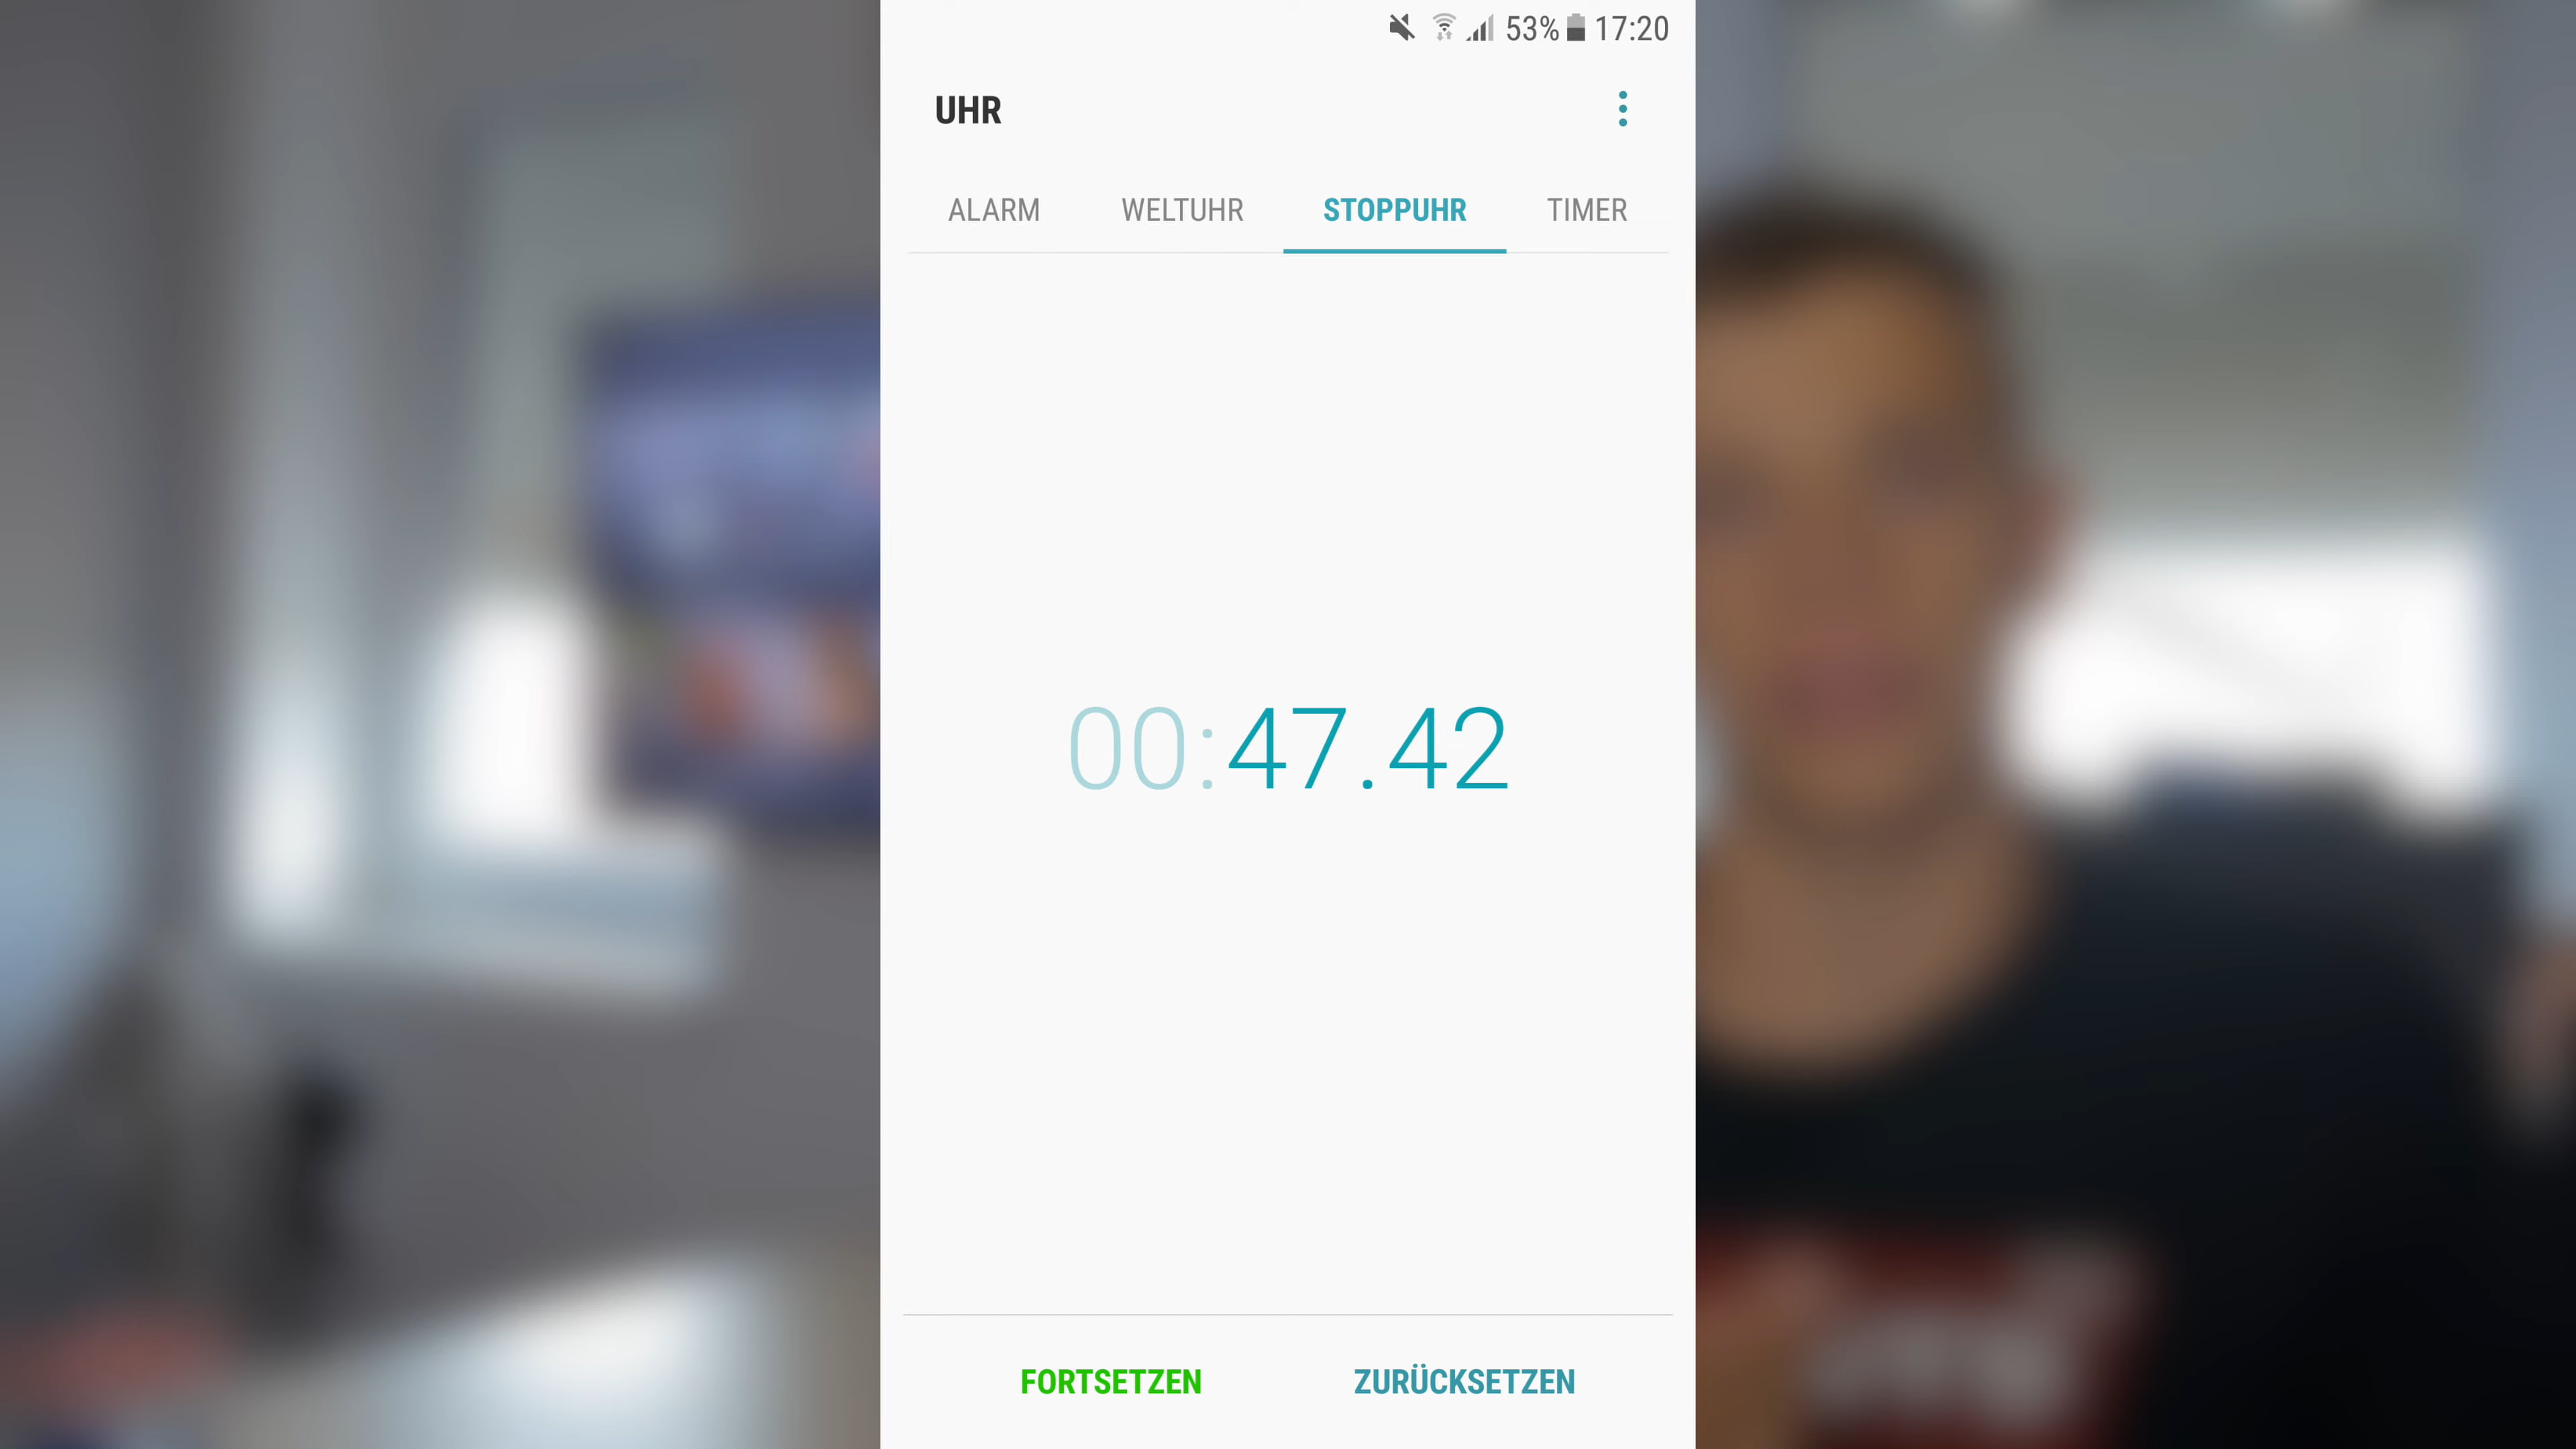 53% 17:20
UHR
ALARM WELTUHR STOPPUHR TIMER
00:47.42
FORTSETZEN ZURÜCKSETZEN